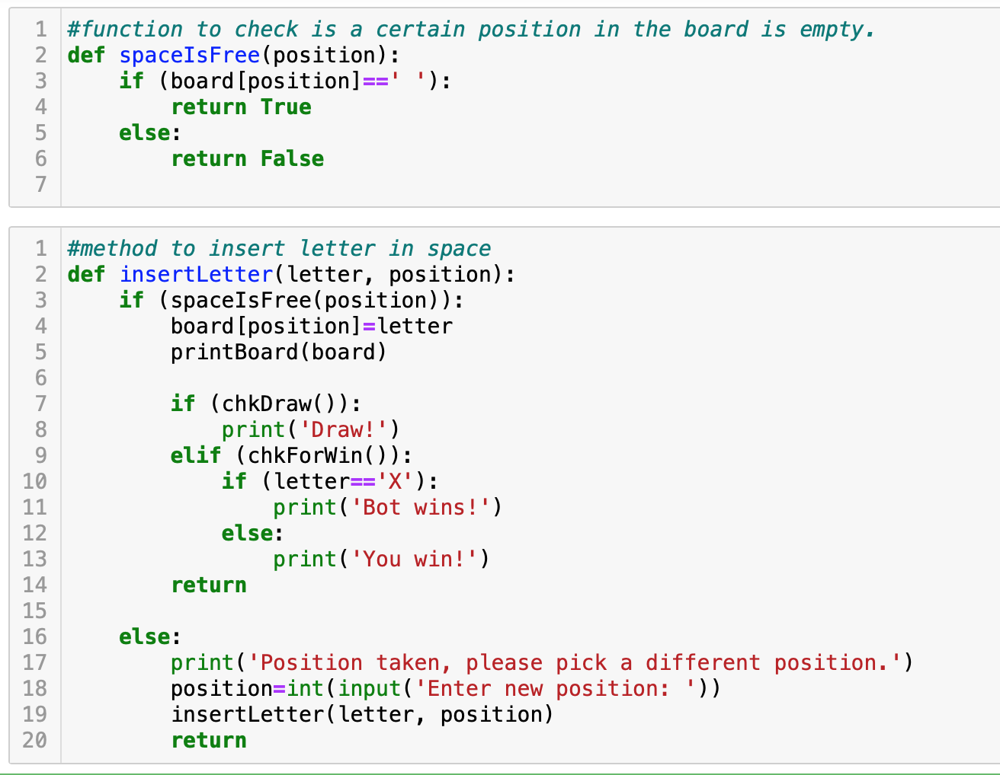 1 #function to check is a certain position in the board is empty.
2 def spaceIsFree(position):
3     if (board[position]==' '):
4         return True
5     else:
6         return False
7
1 #method to insert letter in space
2 def insertLetter(letter, position):
3     if (spaceIsFree(position)):
4         board[position]=letter
5         printBoard(board)
6
7         if (chkDraw()):
8             print('Draw!')
9         elif (chkForWin()):
10             if (letter=='X'):
11                 print('Bot wins!')
12             else:
13                 print('You win!')
14         return
15
16     else:
17         print('Position taken, please pick a different position.')
18         position=int(input('Enter new position: '))
19         insertLetter(letter, position)
20         return